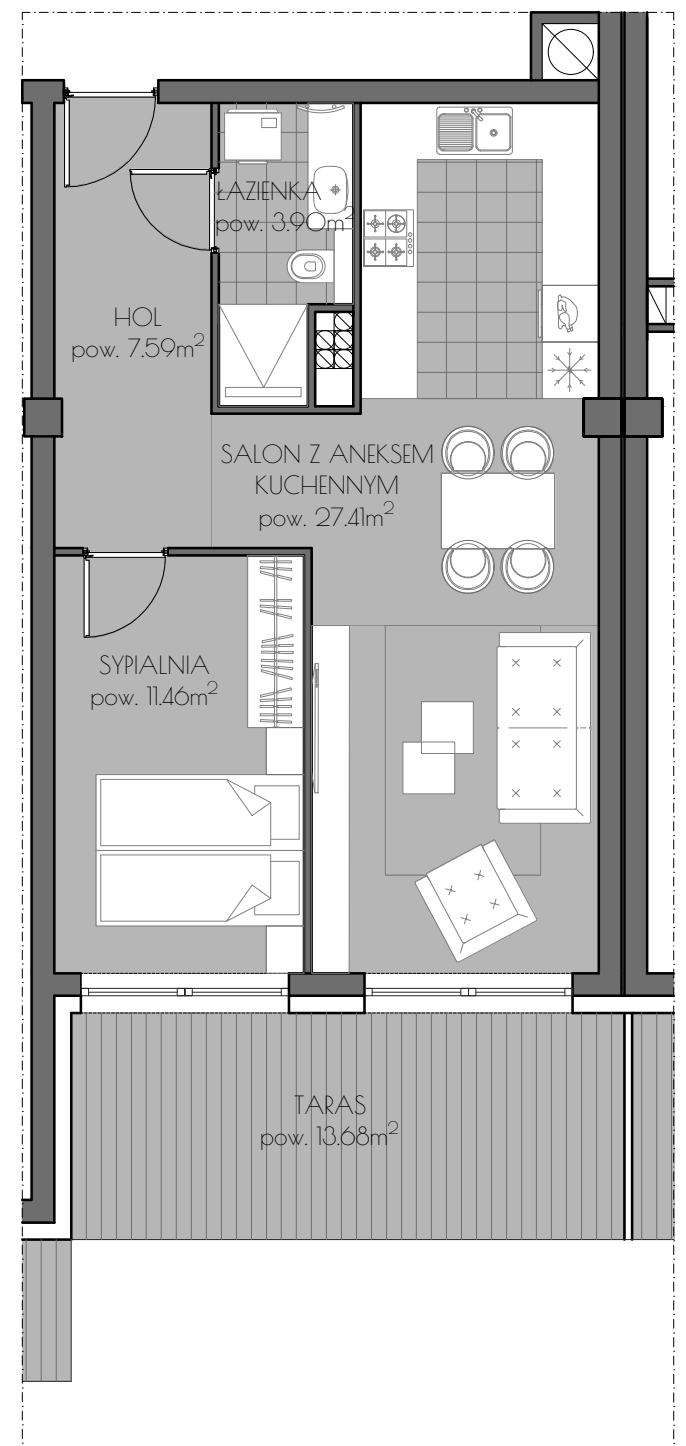 ŁAZIENKA
pow. 3.90m²
HOL
pow. 7.59m²
SALON Z ANEKSEM
KUCHENNYM
pow. 27.41m²
SYPIALNIA
pow. 11.46m²
TARAS
pow. 13.68m²